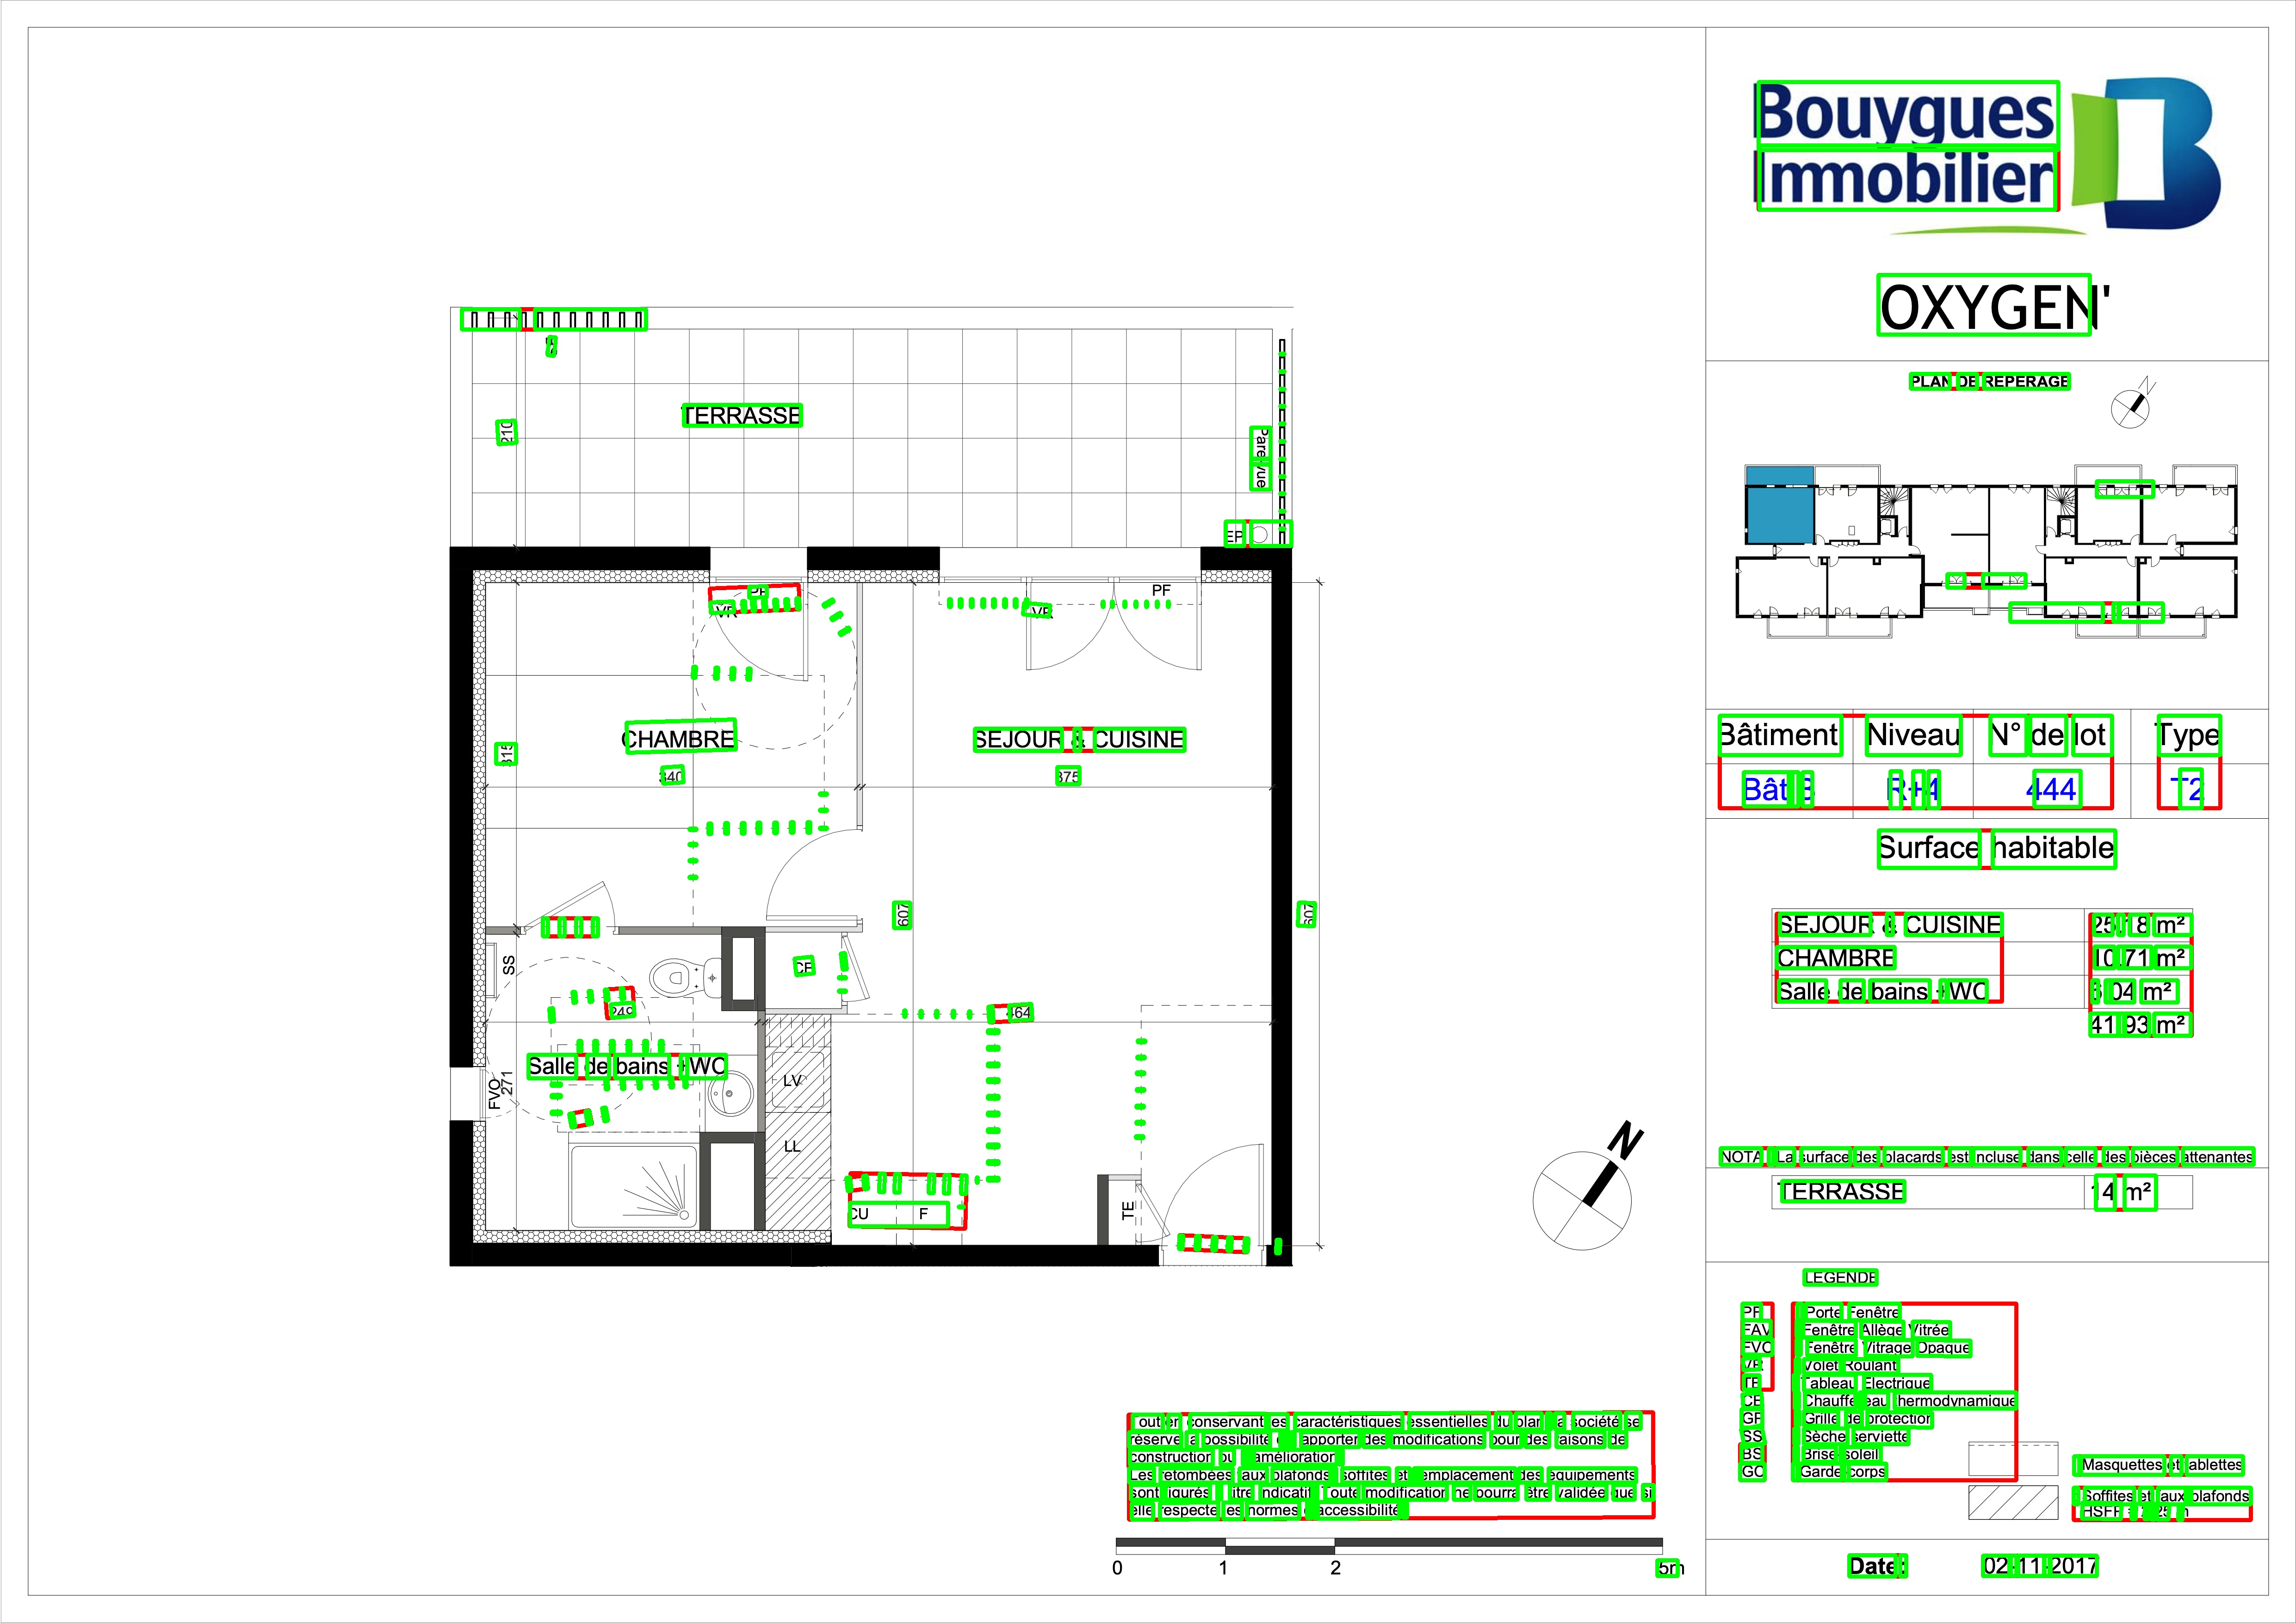 Bouygues
Immobilier
OXYGEN'
PLAN DE REPERAGE
N
Bâtiment Niveau N° de lot Type
Bât B R+4 444 T2
Surface habitable
SEJOUR & CUISINE 25.18 m²
CHAMBRE 10.71 m²
Salle de bains +WC 6.04 m²
41.93 m²
NOTA : La surface des placards est incluse dans celle des pièces attenantes
TERRASSE 14 m²
LEGENDE
PF : Porte Fenêtre
FAV : Fenêtre Allège Vitrée
FVO : Fenêtre Vitrage Opaque
VR : Volet Roulant
TE : Tableau Electrique
CE : Chauffe eau thermodynamique
GP : Grille de protection
SS : Sèche serviette
BS : Brise soleil
GC : Garde corps
Masquettes et tablettes
Soffites et faux plafonds
Date: 02-11-2017
TERRASSE
210
Pare vue
EP
PF
VR
VR
PF
CHAMBRE
340
315
SEJOUR & CUISINE
375
607
607
SS
CE
249
464
Salle de bains +WC
FVO
271
LV
LL
CU F
TE
N
Tout en conservant les caractéristiques essentielles du plan, la société se
réserve la possibilité d'apporter des modifications pour des raisons de
construction ou d'amélioration.
Les retombées, faux plafonds, soffites et emplacement des équipements
sont figurés à titre indicatif. Toute modification ne pourra être validée que si
elle respecte les normes d'accessibilité.
0 1 2 5m